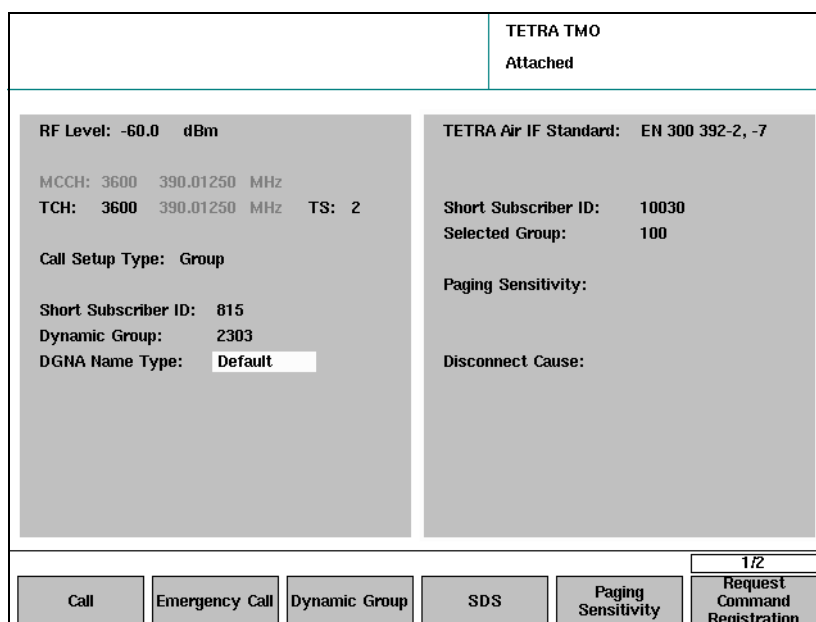 TETRA TMO
Attached
RF Level: -60.0 dBm
MCCH: 3600 390.01250 MHz
TCH: 3600 390.01250 MHz TS: 2
Call Setup Type: Group
Short Subscriber ID: 815
Dynamic Group: 2303
DGNA Name Type: Default
TETRA Air IF Standard: EN 300 392-2, -7
Short Subscriber ID: 10030
Selected Group: 100
Paging Sensitivity:
Disconnect Cause:
1/2
Call
Emergency Call
Dynamic Group
SDS
Paging
Sensitivity
Request
Command
Registration